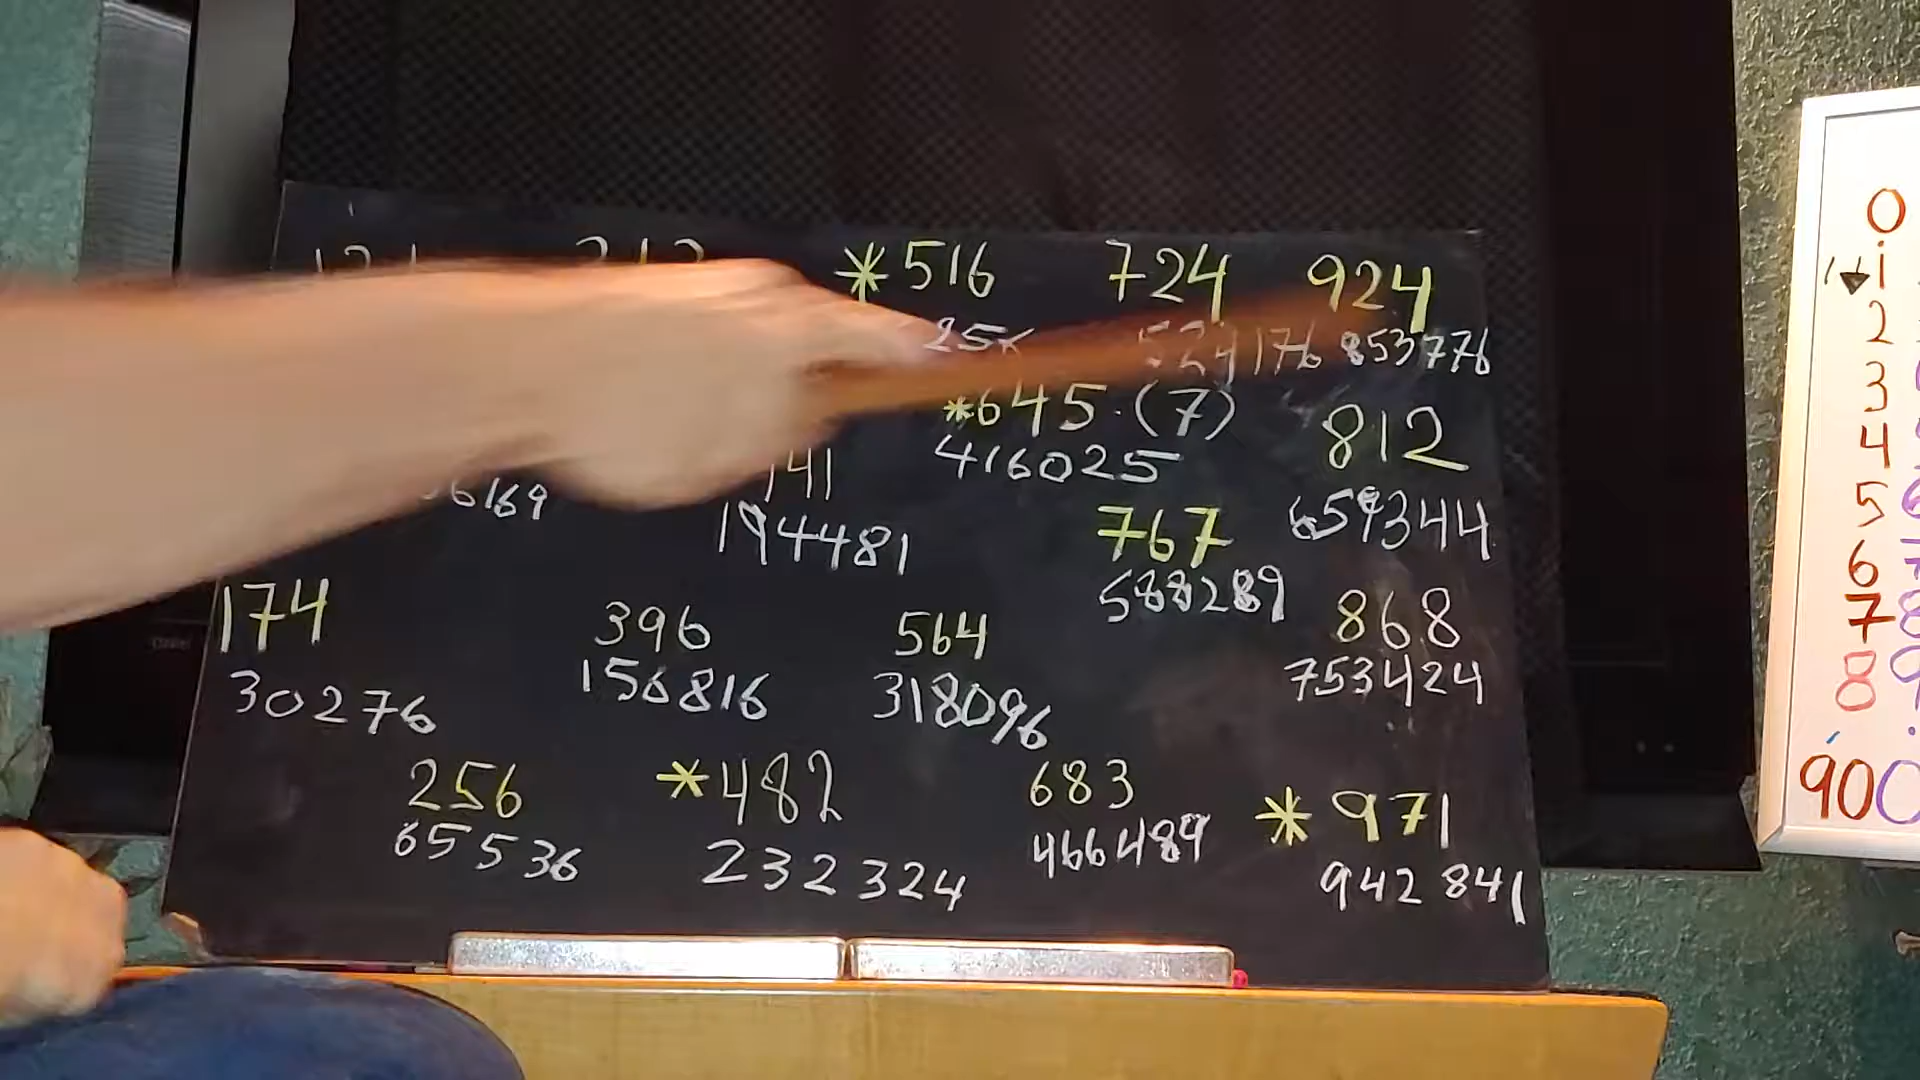 *516 724 924
524176 853776
*645·(7) 812
416025
6169 141
194481 767 659344
588289
174 396 564 868
30276 156816 318096 753424
256 *482 683 *971
65536 232324 466489 942841
0
1
2
3
4
5
6
7
8
900